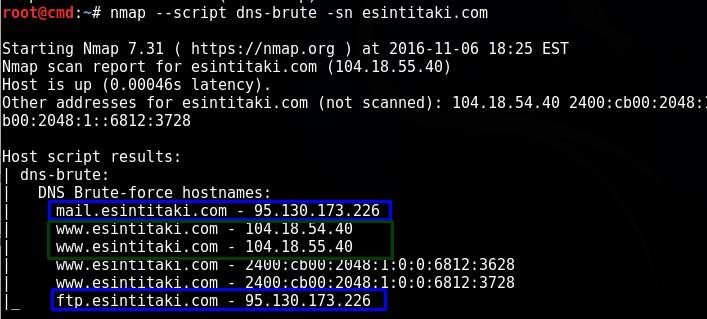 root@cmd:~# nmap --script dns-brute -sn esintitaki.com
Starting Nmap 7.31 ( https://nmap.org ) at 2016-11-06 18:25 EST
Nmap scan report for esintitaki.com (104.18.55.40)
Host is up (0.00046s latency).
Other addresses for esintitaki.com (not scanned): 104.18.54.40 2400:cb00:2048:1
b00:2048:1::6812:3728
Host script results:
| dns-brute:
|   DNS Brute-force hostnames:
|     mail.esintitaki.com - 95.130.173.226
|     www.esintitaki.com - 104.18.54.40
|     www.esintitaki.com - 104.18.55.40
|     www.esintitaki.com - 2400:cb00:2048:1:0:0:6812:3628
|     www.esintitaki.com - 2400:cb00:2048:1:0:0:6812:3728
|_    ftp.esintitaki.com - 95.130.173.226